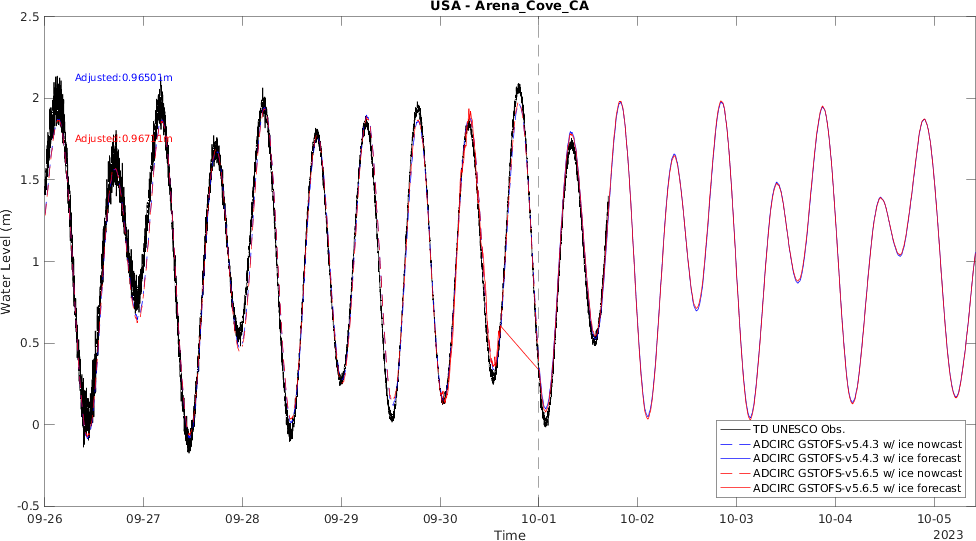 USA - Arena_Cove_CA
2.5
2
1.5
1
0.5
0
-0.5
Water Level (m)
Adjusted:0.96501m
TD UNESCO Obs.
ADCIRC GSTOFS-v5.4.3 w/ ice nowcast
ADCIRC GSTOFS-v5.4.3 w/ ice forecast
ADCIRC GSTOFS-v5.6.5 w/ ice nowcast
ADCIRC GSTOFS-v5.6.5 w/ ice forecast
09-26 09-27 09-28 09-29 09-30 10-01 10-02 10-03 10-04 10-05
Time
2023